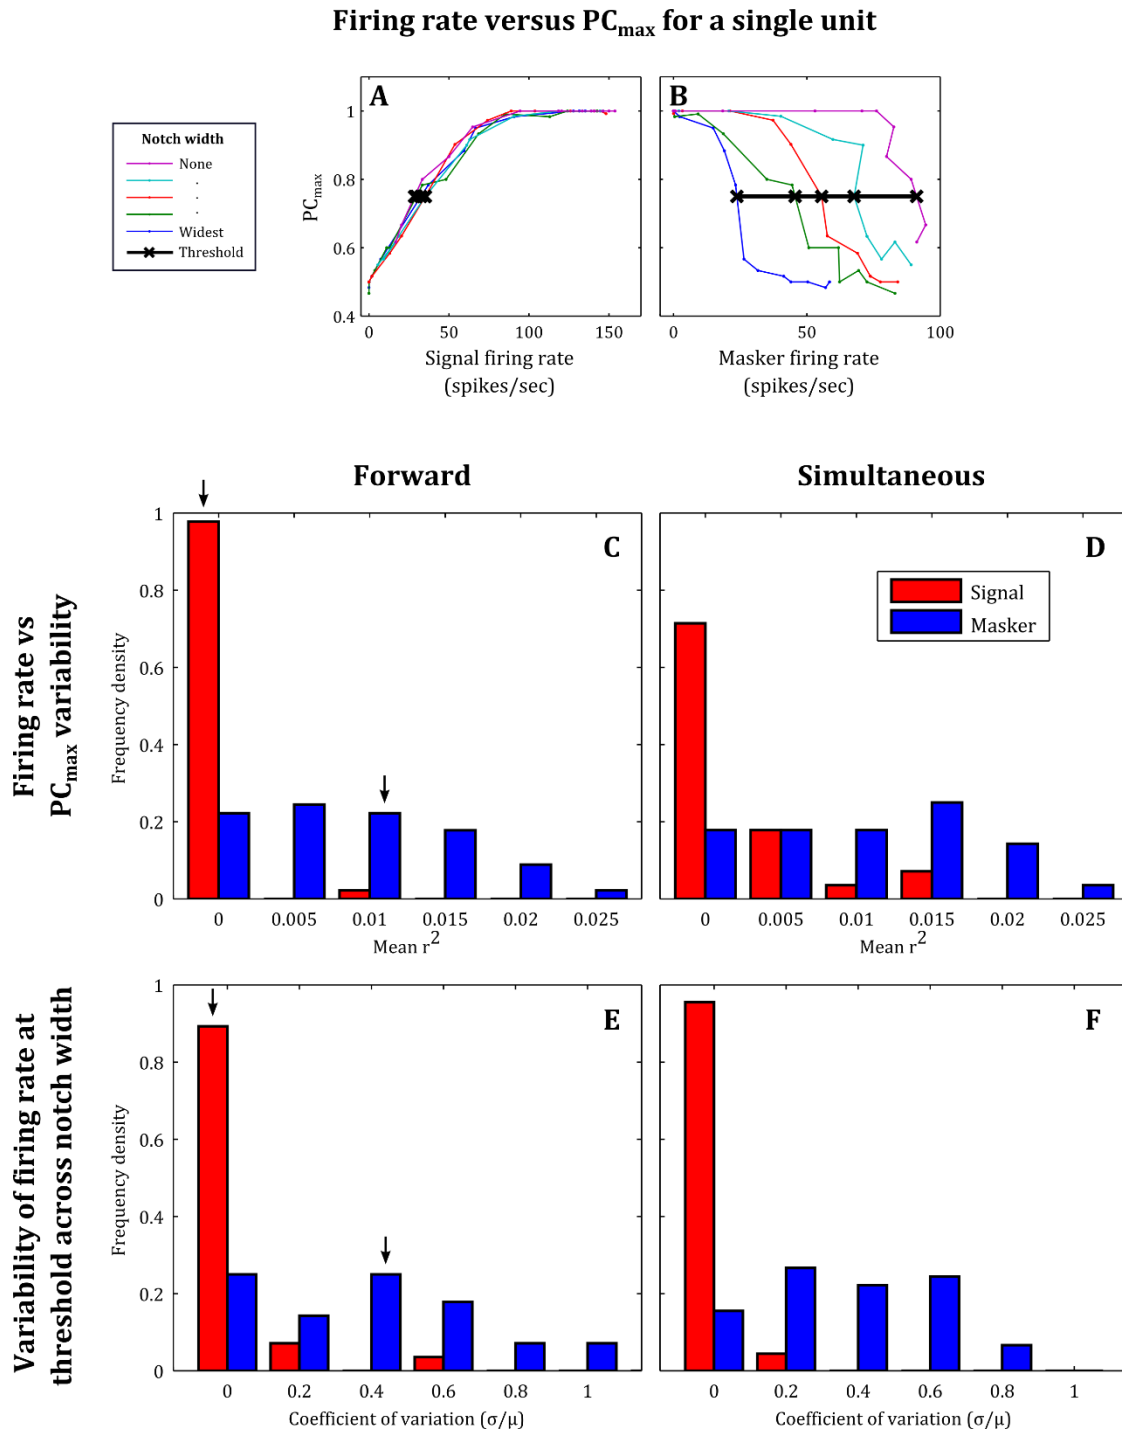 Firing rate versus PCmax for a single unit
A
B
Notch width
None
.
.
.
Widest
Threshold
PCmax
1
0.8
0.6
0.4
0 50 100 150
0 50 100
Signal firing rate
(spikes/sec)
Masker firing rate
(spikes/sec)
Forward
Simultaneous
Firing rate vs
PCmax variability
Frequency density
1
0.8
0.6
0.4
0.2
0
C
D
Signal
Masker
0 0.005 0.01 0.015 0.02 0.025
Mean r2
0 0.005 0.01 0.015 0.02 0.025
Mean r2
Variability of firing rate at
threshold across notch width
Frequency density
1
0.8
0.6
0.4
0.2
0
E
F
0 0.2 0.4 0.6 0.8 1
Coefficient of variation (σ/μ)
0 0.2 0.4 0.6 0.8 1
Coefficient of variation (σ/μ)